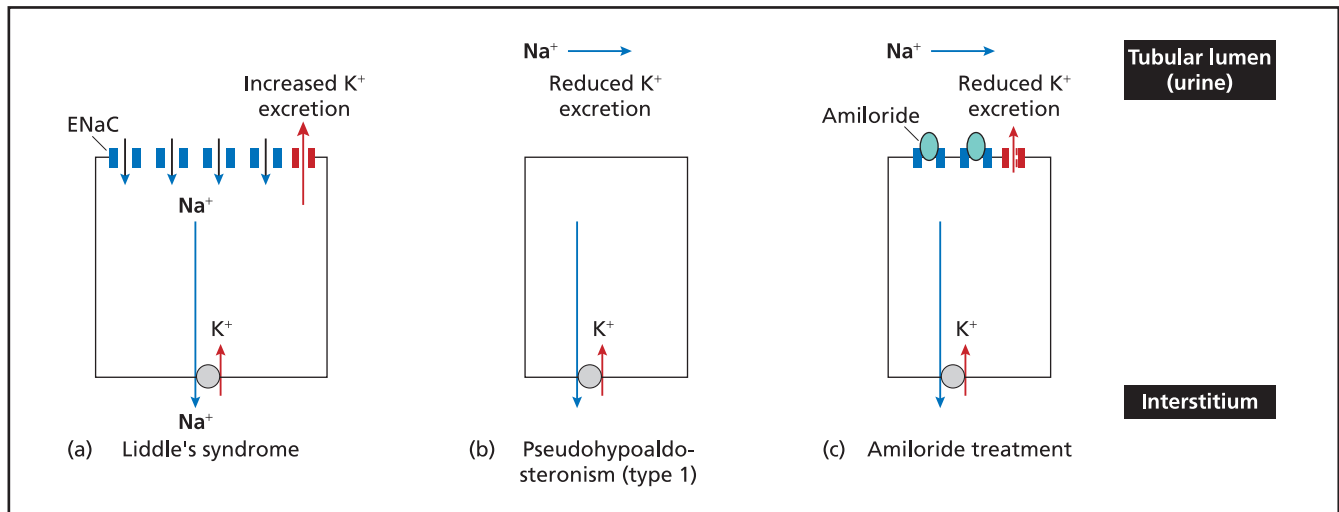 Increased K⁺
excretion
ENaC
Na⁺
K⁺
Na⁺
(a) Liddle's syndrome
Na⁺
Reduced K⁺
excretion
K⁺
(b) Pseudohypoaldo-
steronism (type 1)
Na⁺
Reduced K⁺
excretion
Amiloride
K⁺
(c) Amiloride treatment
Tubular lumen
(urine)
Interstitium